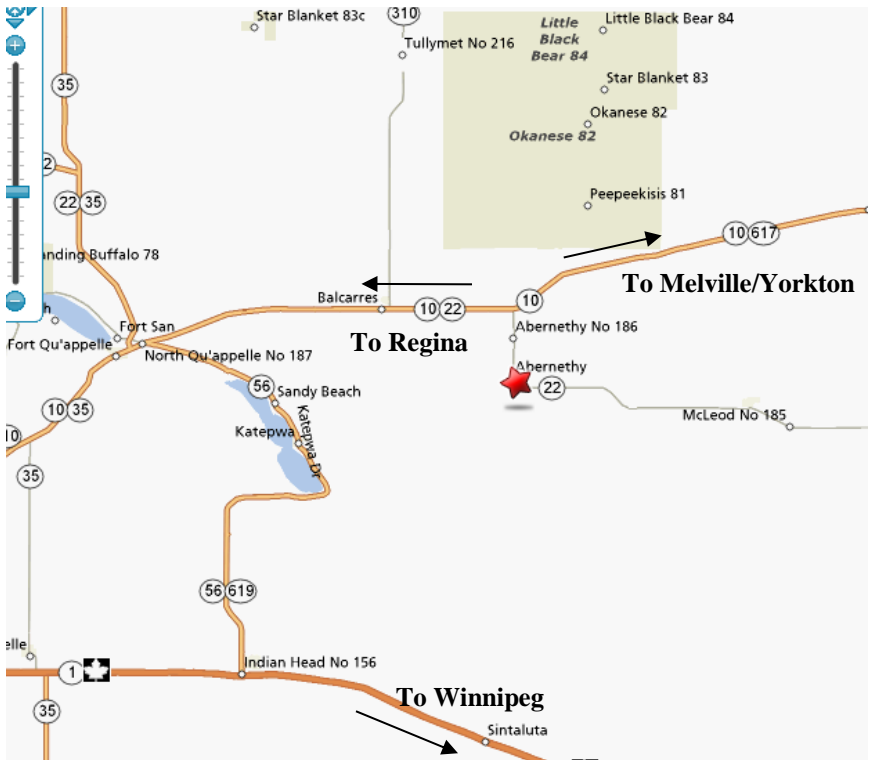 Star Blanket 83c
310
Little Black Bear 84
Little
Black
Bear 84
Tullymet No 216
35
Star Blanket 83
Okanese 82
Okanese 82
2
22 35
Peepeekisis 81
10 617
anding Buffalo 78
To Melville/Yorkton
Balcarres
10 22
10
h
Fort San
Abernethy No 186
To Regina
Fort Qu'appelle
North Qu'appelle No 187
Abernethy
56
Sandy Beach
22
10 35
McLeod No 185
Katepwa
Katepwa Dr
10
35
56 619
elle
Indian Head No 156
1
To Winnipeg
35
Sintaluta